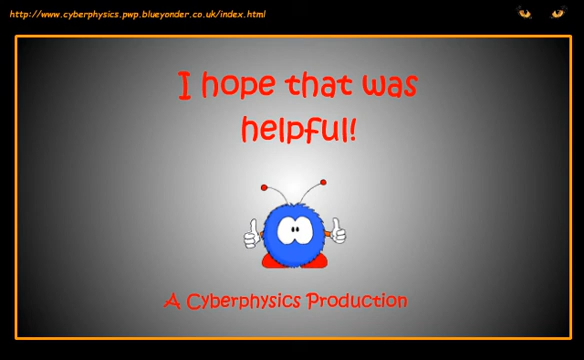 http://www.cyberphysics.pwp.blueyonder.co.uk/index.html
I hope that was
helpful!
A Cyberphysics Production